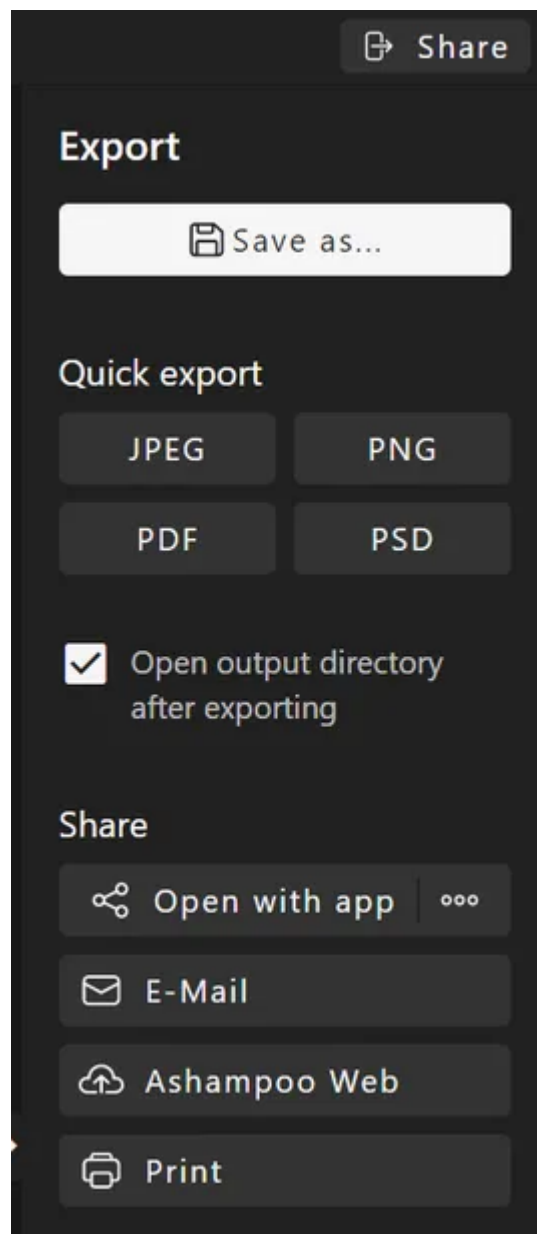 Share
Export
Save as...
Quick export
JPEG PNG
PDF PSD
Open output directory
after exporting
Share
Open with app
E-Mail
Ashampoo Web
Print